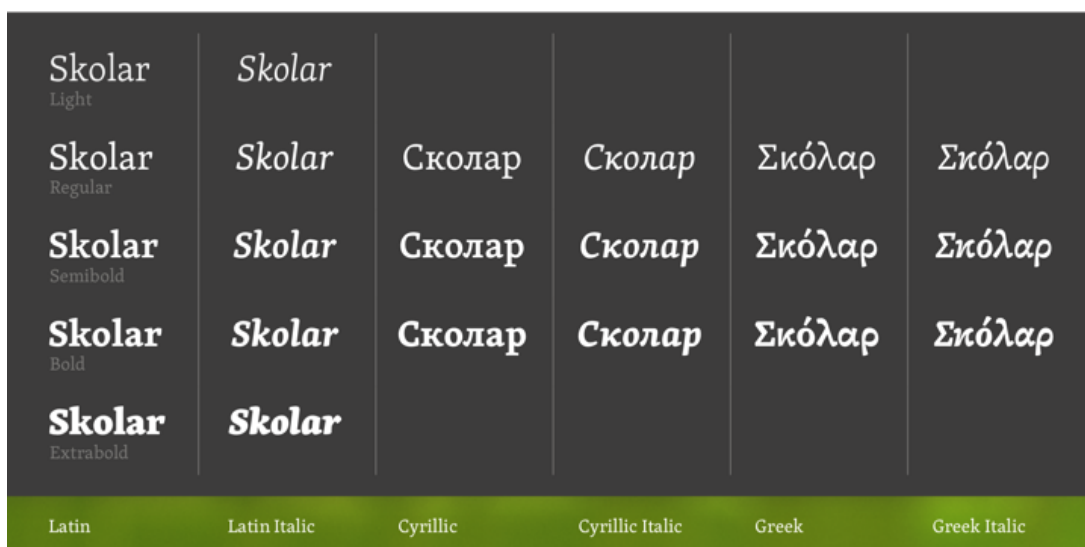 Skolar Skolar
Light
Skolar Skolar Сколар Сколар Σκόλαρ Σκόλαρ
Regular
Skolar Skolar Сколар Сколар Σκόλαρ Σκόλαρ
Semibold
Skolar Skolar Сколар Сколар Σκόλαρ Σκόλαρ
Bold
Skolar Skolar
Extrabold
Latin Latin Italic Cyrillic Cyrillic Italic Greek Greek Italic